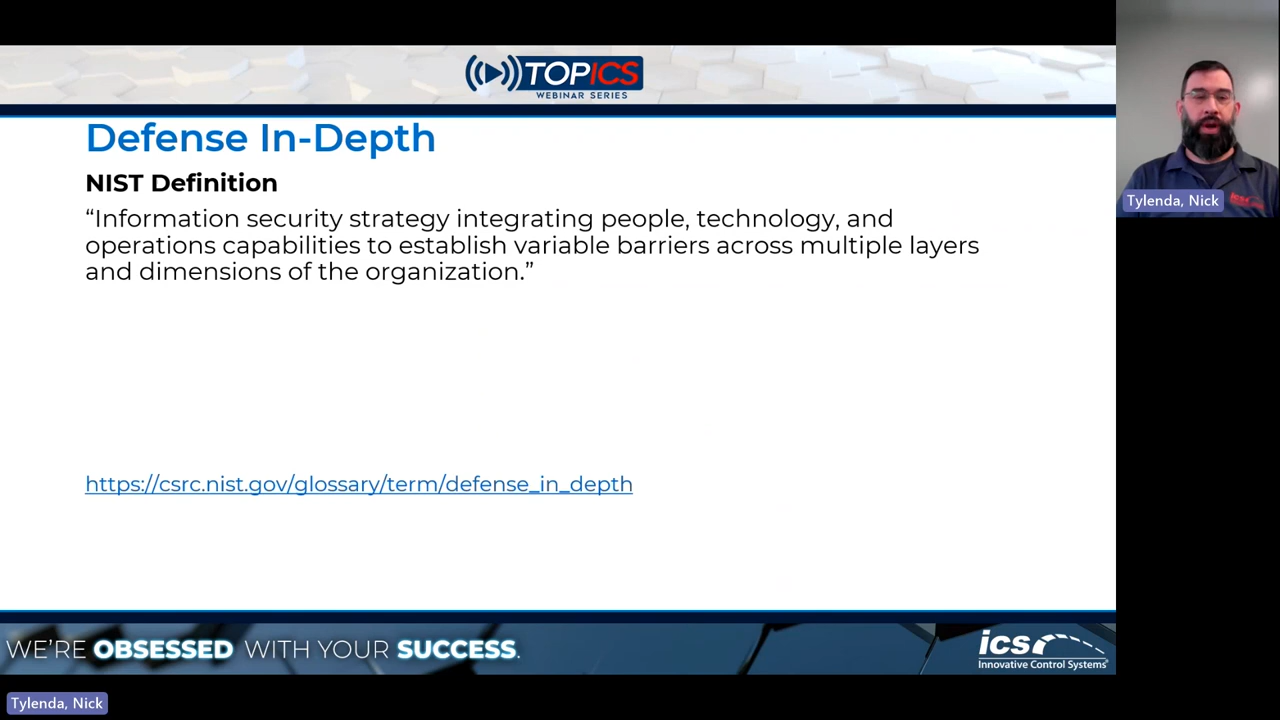 TOPICS
WEBINAR SERIES
Defense In-Depth
NIST Definition
“Information security strategy integrating people, technology, and
operations capabilities to establish variable barriers across multiple layers
and dimensions of the organization.”
https://csrc.nist.gov/glossary/term/defense_in_depth
WE’RE OBSESSED WITH YOUR SUCCESS.
ics
Innovative Control Systems®
Tylenda, Nick
Tylenda, Nick